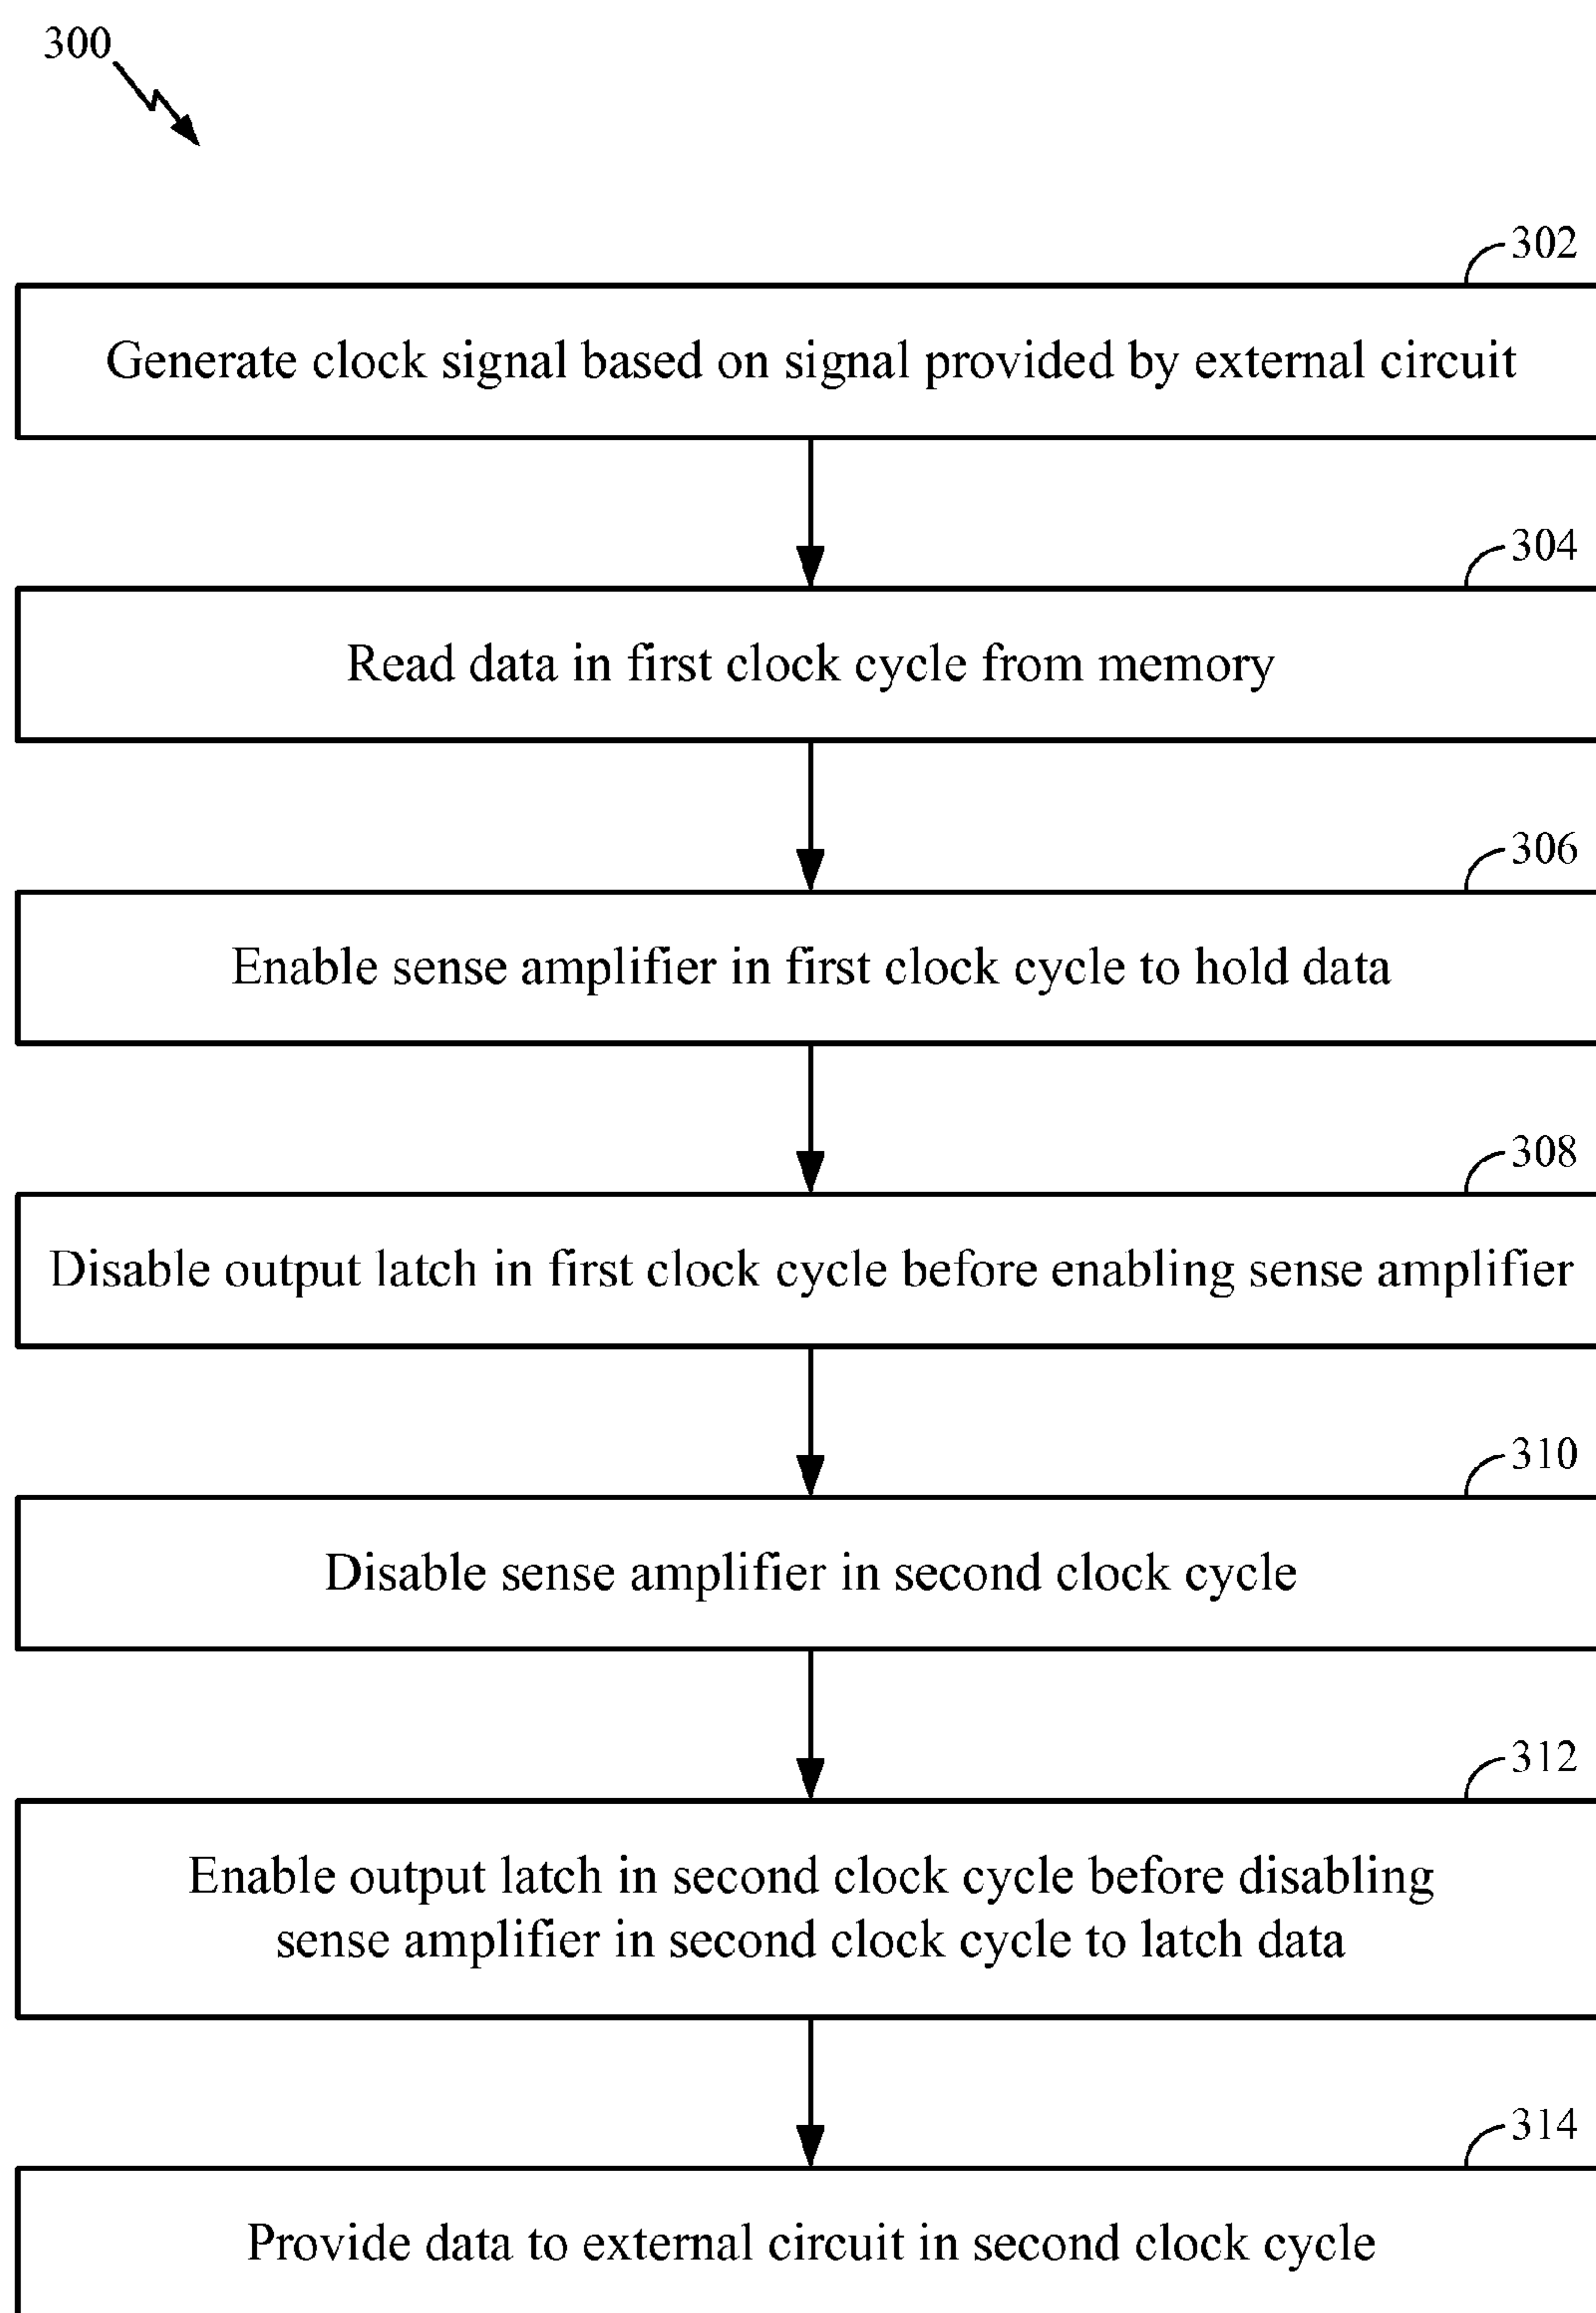 300
302
Generate clock signal based on signal provided by external circuit
304
Read data in first clock cycle from memory
306
Enable sense amplifier in first clock cycle to hold data
308
Disable output latch in first clock cycle before enabling sense amplifier
310
Disable sense amplifier in second clock cycle
312
Enable output latch in second clock cycle before disabling
sense amplifier in second clock cycle to latch data
314
Provide data to external circuit in second clock cycle